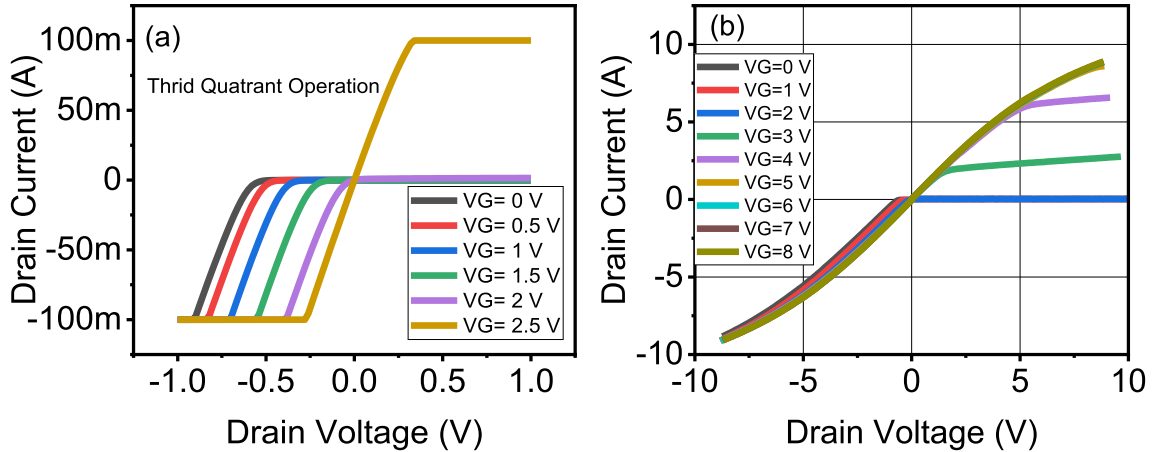 (a)
Thrid Quatrant Operation
Drain Current (A)
100m
50m
0
-50m
-100m
VG= 0 V
VG= 0.5 V
VG= 1 V
VG= 1.5 V
VG= 2 V
VG= 2.5 V
-1.0 -0.5 0.0 0.5 1.0
Drain Voltage (V)
(b)
Drain Current (A)
10
5
0
-5
-10
VG=0 V
VG=1 V
VG=2 V
VG=3 V
VG=4 V
VG=5 V
VG=6 V
VG=7 V
VG=8 V
-10 -5 0 5 10
Drain Voltage (V)